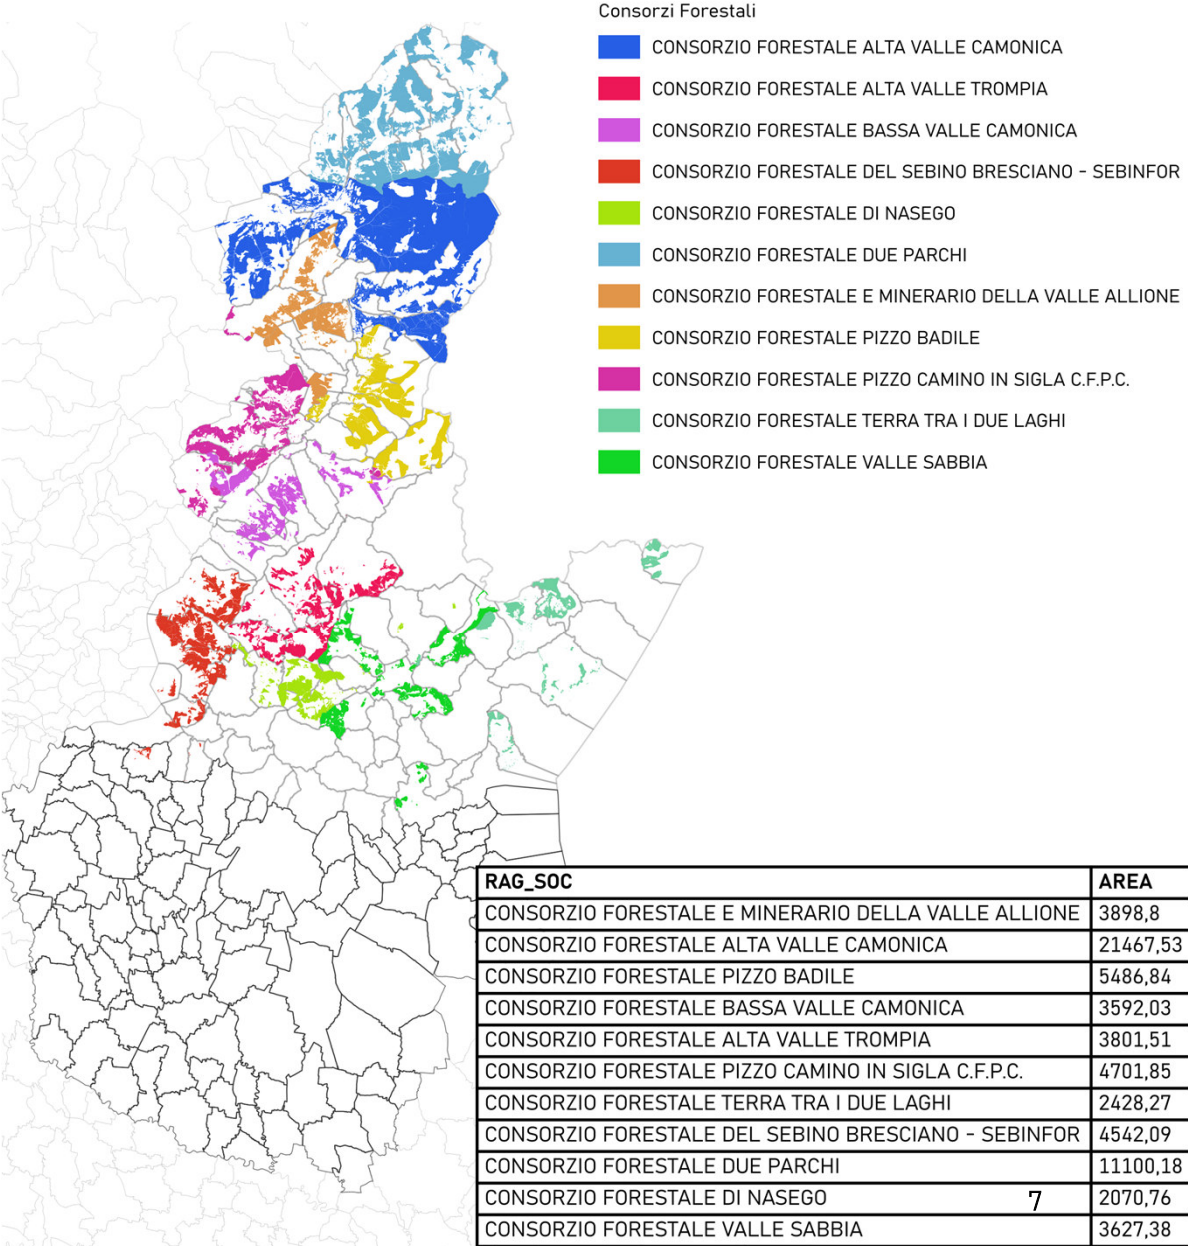 Consorzi Forestali
CONSORZIO FORESTALE ALTA VALLE CAMONICA
CONSORZIO FORESTALE ALTA VALLE TROMPIA
CONSORZIO FORESTALE BASSA VALLE CAMONICA
CONSORZIO FORESTALE DEL SEBINO BRESCIANO - SEBINFOR
CONSORZIO FORESTALE DI NASEGO
CONSORZIO FORESTALE DUE PARCHI
CONSORZIO FORESTALE E MINERARIO DELLA VALLE ALLIONE
CONSORZIO FORESTALE PIZZO BADILE
CONSORZIO FORESTALE PIZZO CAMINO IN SIGLA C.F.P.C.
CONSORZIO FORESTALE TERRA TRA I DUE LAGHI
CONSORZIO FORESTALE VALLE SABBIA
RAG_SOC AREA
CONSORZIO FORESTALE E MINERARIO DELLA VALLE ALLIONE 3898,8
CONSORZIO FORESTALE ALTA VALLE CAMONICA 21467,53
CONSORZIO FORESTALE PIZZO BADILE 5486,84
CONSORZIO FORESTALE BASSA VALLE CAMONICA 3592,03
CONSORZIO FORESTALE ALTA VALLE TROMPIA 3801,51
CONSORZIO FORESTALE PIZZO CAMINO IN SIGLA C.F.P.C. 4701,85
CONSORZIO FORESTALE TERRA TRA I DUE LAGHI 2428,27
CONSORZIO FORESTALE DEL SEBINO BRESCIANO - SEBINFOR 4542,09
CONSORZIO FORESTALE DUE PARCHI 11100,18
CONSORZIO FORESTALE DI NASEGO 7 2070,76
CONSORZIO FORESTALE VALLE SABBIA 3627,38